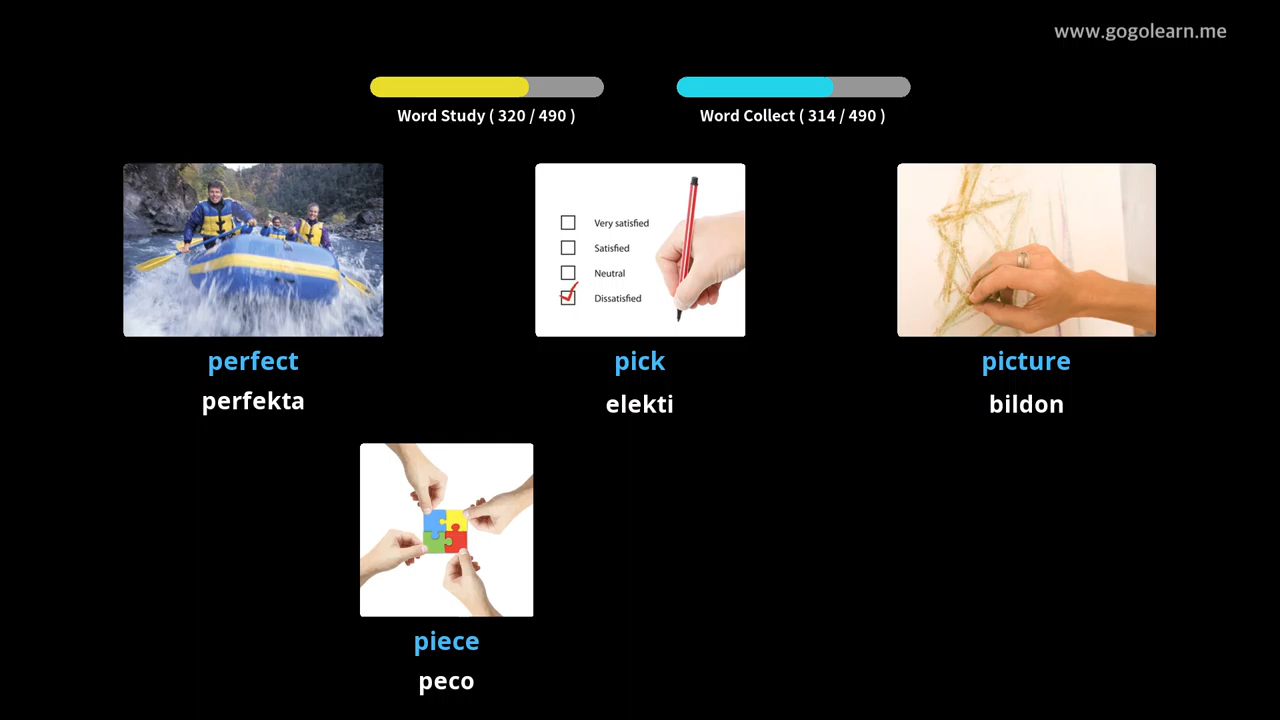 www.gogolearn.me
Word Study ( 320 / 490 )
Word Collect ( 314 / 490 )
Very satisfied
Satisfied
Neutral
Dissatisfied
perfect
perfekta
pick
elekti
picture
bildon
piece
peco